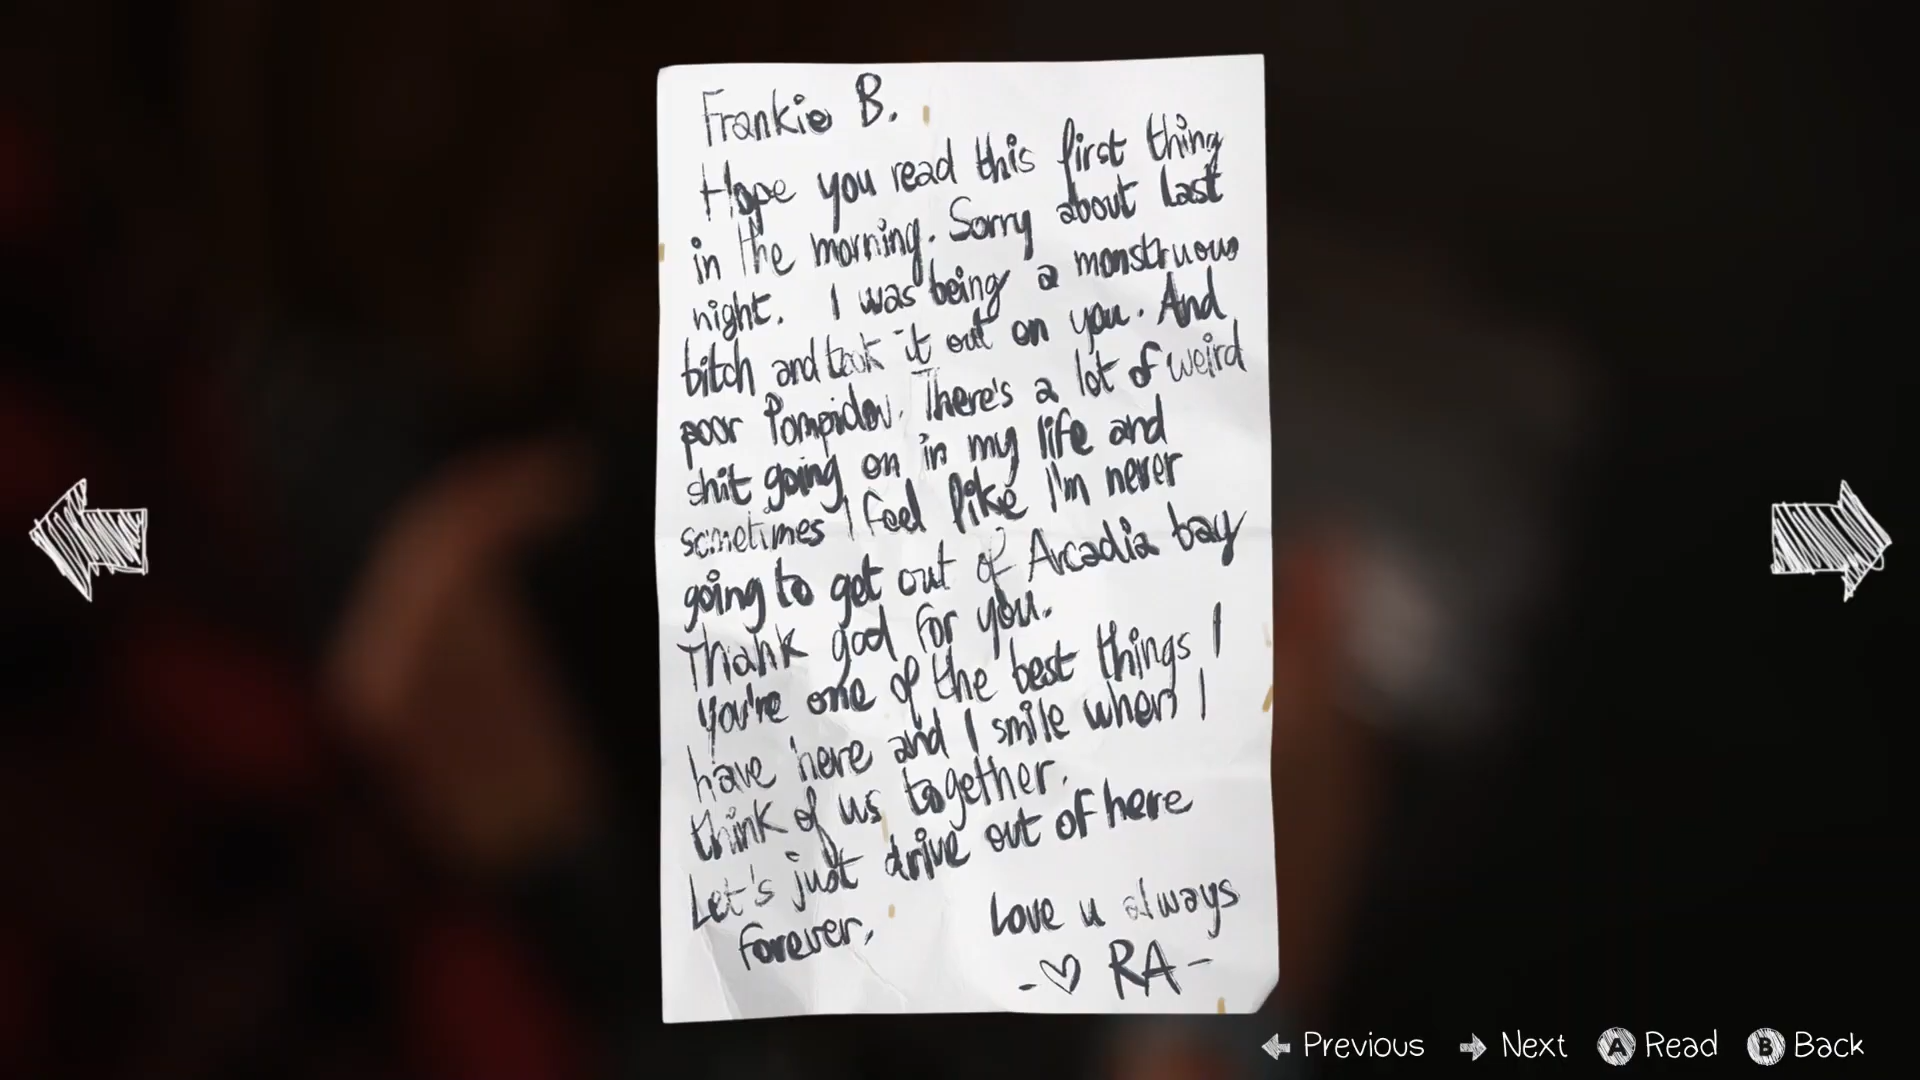 Frankie B.
Hope you read this first thing
in the morning. Sorry about last
night. I was being a monstruous
bitch and took it out on you. And
poor Pompidou. There's a lot of weird
shit going on in my life and
sometimes I feel like I'm never
going to get out of Arcadia bay
Thank god for you.
You're one of the best things I
have here and I smile when I
think of us together.
Let's just drive out of here
forever.
Love u always
-♡ RA-
Previous Next A Read B Back